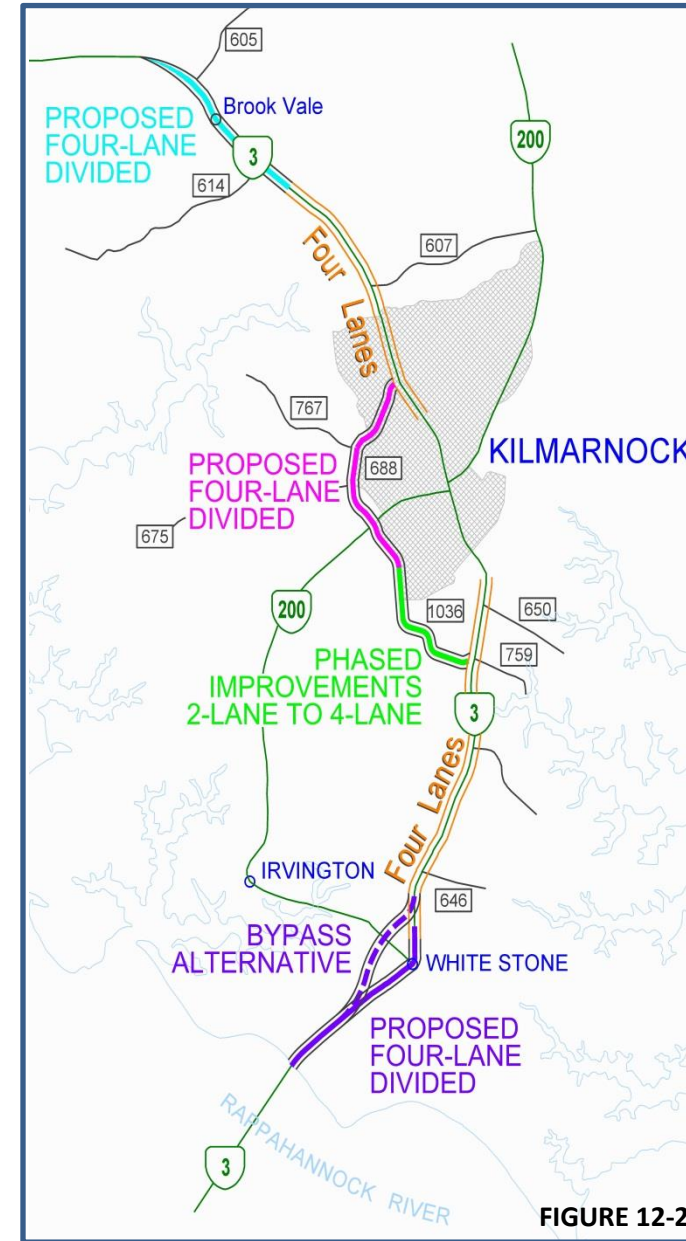 605
Brook Vale
PROPOSED
FOUR-LANE
DIVIDED
3
200
614
607
Four Lanes
767
KILMARNOCK
PROPOSED
FOUR-LANE
DIVIDED
688
675
200
1036
650
759
PHASED
IMPROVEMENTS
2-LANE TO 4-LANE
3
Four Lanes
IRVINGTON
646
BYPASS
ALTERNATIVE
WHITE STONE
PROPOSED
FOUR-LANE
DIVIDED
RAPPAHANNOCK RIVER
3
FIGURE 12-2